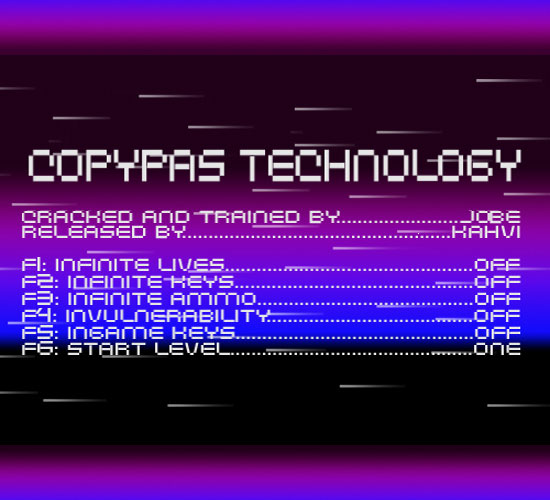 COPYPAS TECHNOLOGY
CRACKED AND TRAINED BY......................JOBE
RELEASED BY................................................KAHVI
F1: INFINITE LIVES.............................................OFF
F2: INFINITE KEYS...........................................OFF
F3: INFINITE AMMO.......................................OFF
F4: INVULNERABILITY.....................................OFF
F5: INGAME KEYS...........................................OFF
F6: START LEVEL............................................ONE